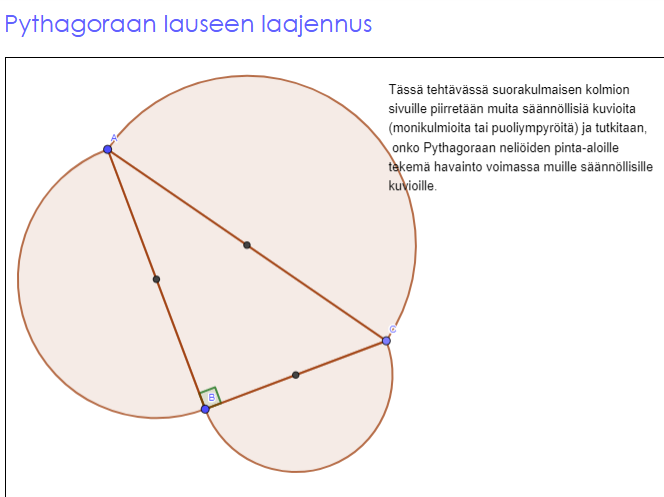 Pythagoraan lauseen laajennus
Tässä tehtävässä suorakulmaisen kolmion
sivuille piirretään muita säännöllisiä kuvioita
(monikulmioita tai puoliympyröitä) ja tutkitaan,
onko Pythagoraan neliöiden pinta-aloille
tekemä havainto voimassa muille säännöllisille
kuvioille.
A
C
B